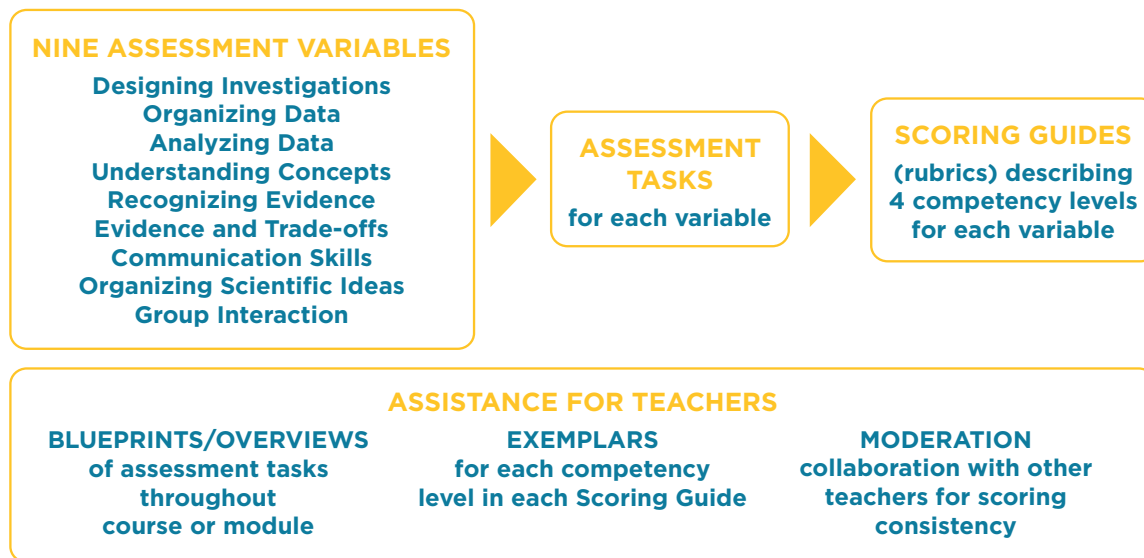 NINE ASSESSMENT VARIABLES
Designing Investigations
Organizing Data
Analyzing Data
Understanding Concepts
Recognizing Evidence
Evidence and Trade-offs
Communication Skills
Organizing Scientific Ideas
Group Interaction
ASSESSMENT
TASKS
for each variable
SCORING GUIDES
(rubrics) describing
4 competency levels
for each variable
ASSISTANCE FOR TEACHERS
BLUEPRINTS/OVERVIEWS
of assessment tasks
throughout
course or module
EXEMPLARS
for each competency
level in each Scoring Guide
MODERATION
collaboration with other
teachers for scoring
consistency